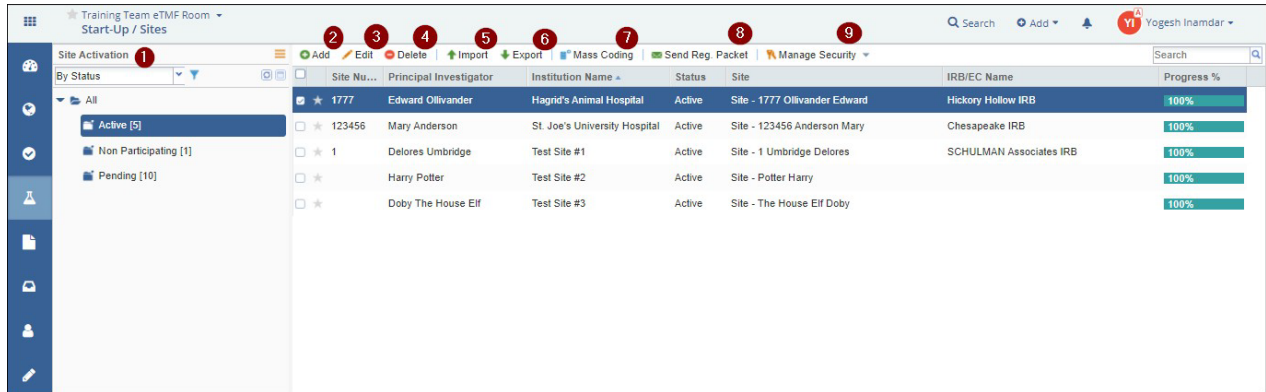 Training Team eTMF Room
Start-Up / Sites
Search Add A YI Yogesh Inamdar
Site Activation 1
2 3 4 5 6 7 8 9
Add Edit Delete Import Export Mass Coding Send Reg. Packet Manage Security Search
By Status
Site Nu... Principal Investigator Institution Name Status Site IRB/EC Name Progress %
All
1777 Edward Ollivander Hagrid's Animal Hospital Active Site - 1777 Ollivander Edward Hickory Hollow IRB 100%
Active [5]
123456 Mary Anderson St. Joe's University Hospital Active Site - 123456 Anderson Mary Chesapeake IRB 100%
Non Participating [1]
1 Delores Umbridge Test Site #1 Active Site - 1 Umbridge Delores SCHULMAN Associates IRB 100%
Pending [10]
Harry Potter Test Site #2 Active Site - Potter Harry 100%
Doby The House Elf Test Site #3 Active Site - The House Elf Doby 100%